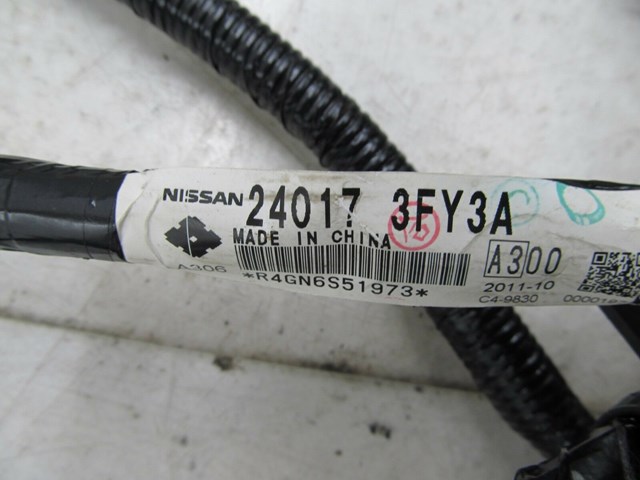 NISSAN 24017 3FY3A
MADE IN CHINA
A306
*R4GN6S51973*
A300
2011-10
C4-9830